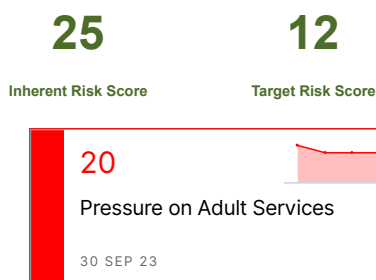 25 12
Inherent Risk Score Target Risk Score
20
Pressure on Adult Services
30 SEP 23